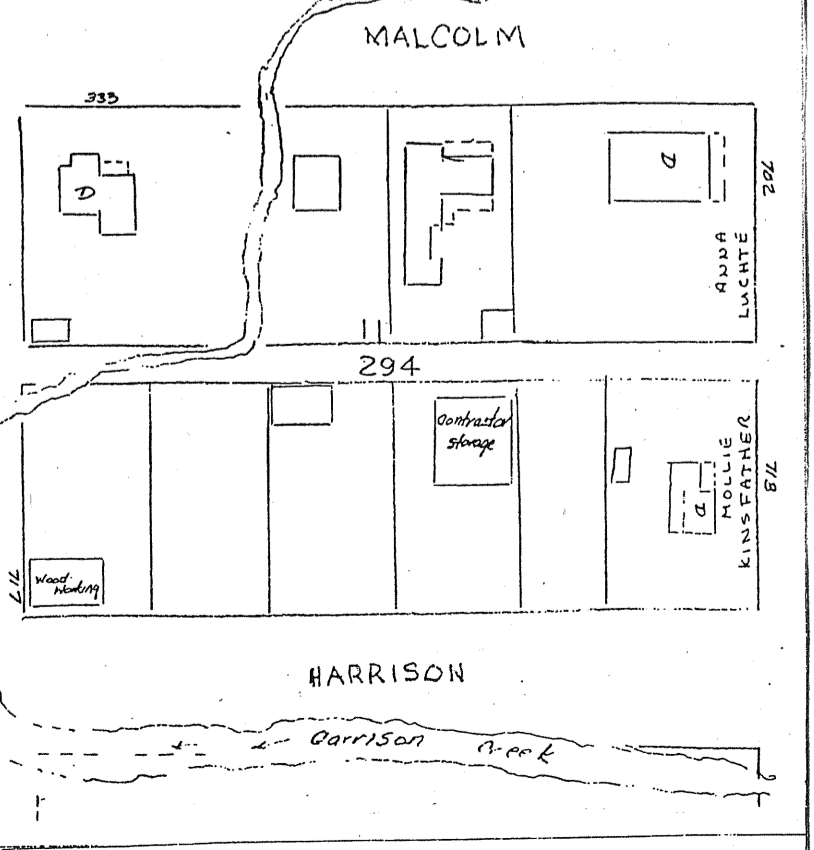 MALCOLM
333
D
D
702
ANNA
LUCHTE
294
Contractor
Storage
MOLLIE
KINSFATHER
718
D
717
Wood
Working
HARRISON
Garrison Creek